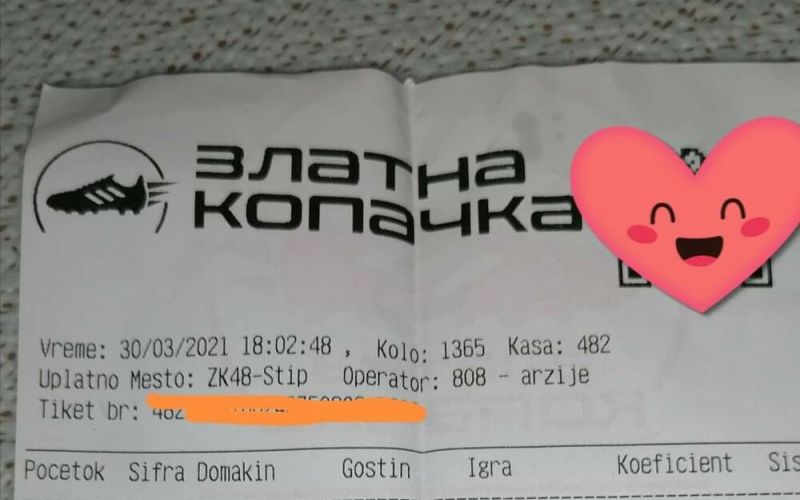 ЗЛАТНА
КОПАЧКА
Vreme: 30/03/2021 18:02:48 , Kolo: 1365 Kasa: 482
Uplatno Mesto: ZK48-Stip Operator: 808 - arzije
Tiket br:
Pocetok Sifra Domakin Gostin Igra Koeficient Sis